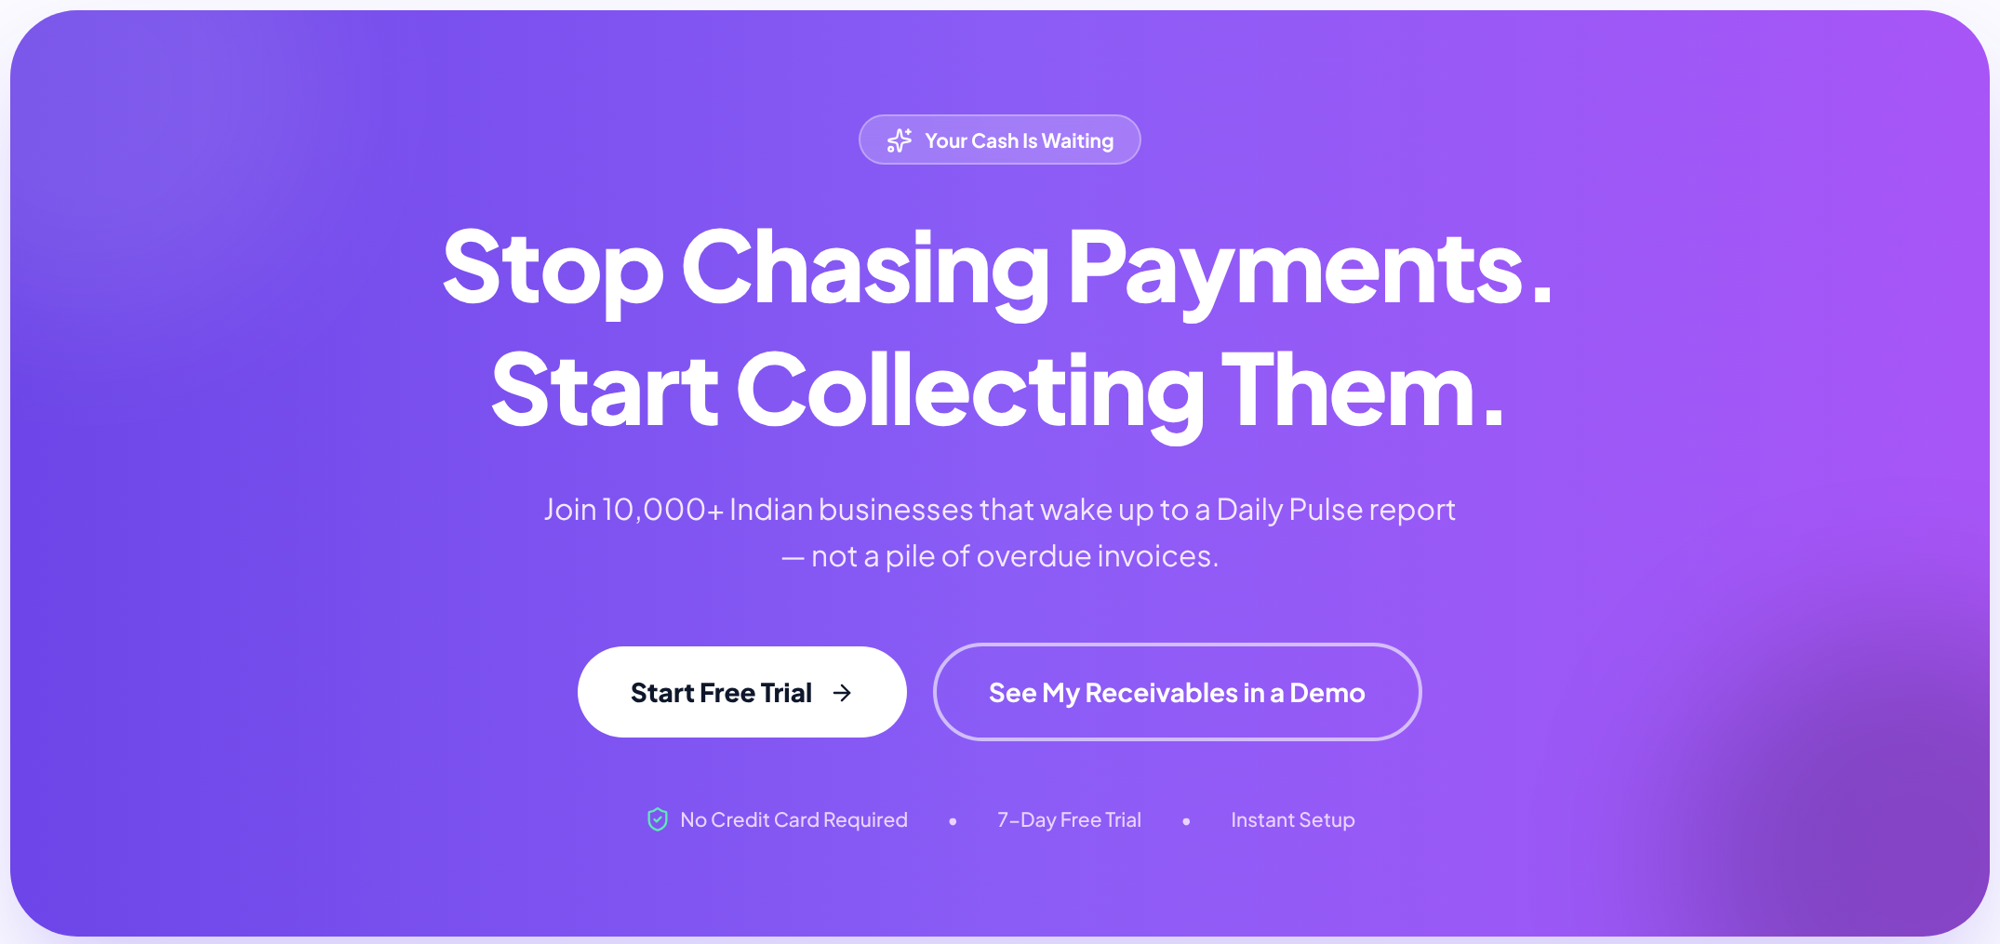 Your Cash Is Waiting
Stop Chasing Payments.
Start Collecting Them.
Join 10,000+ Indian businesses that wake up to a Daily Pulse report
— not a pile of overdue invoices.
Start Free Trial →
See My Receivables in a Demo
No Credit Card Required • 7-Day Free Trial • Instant Setup